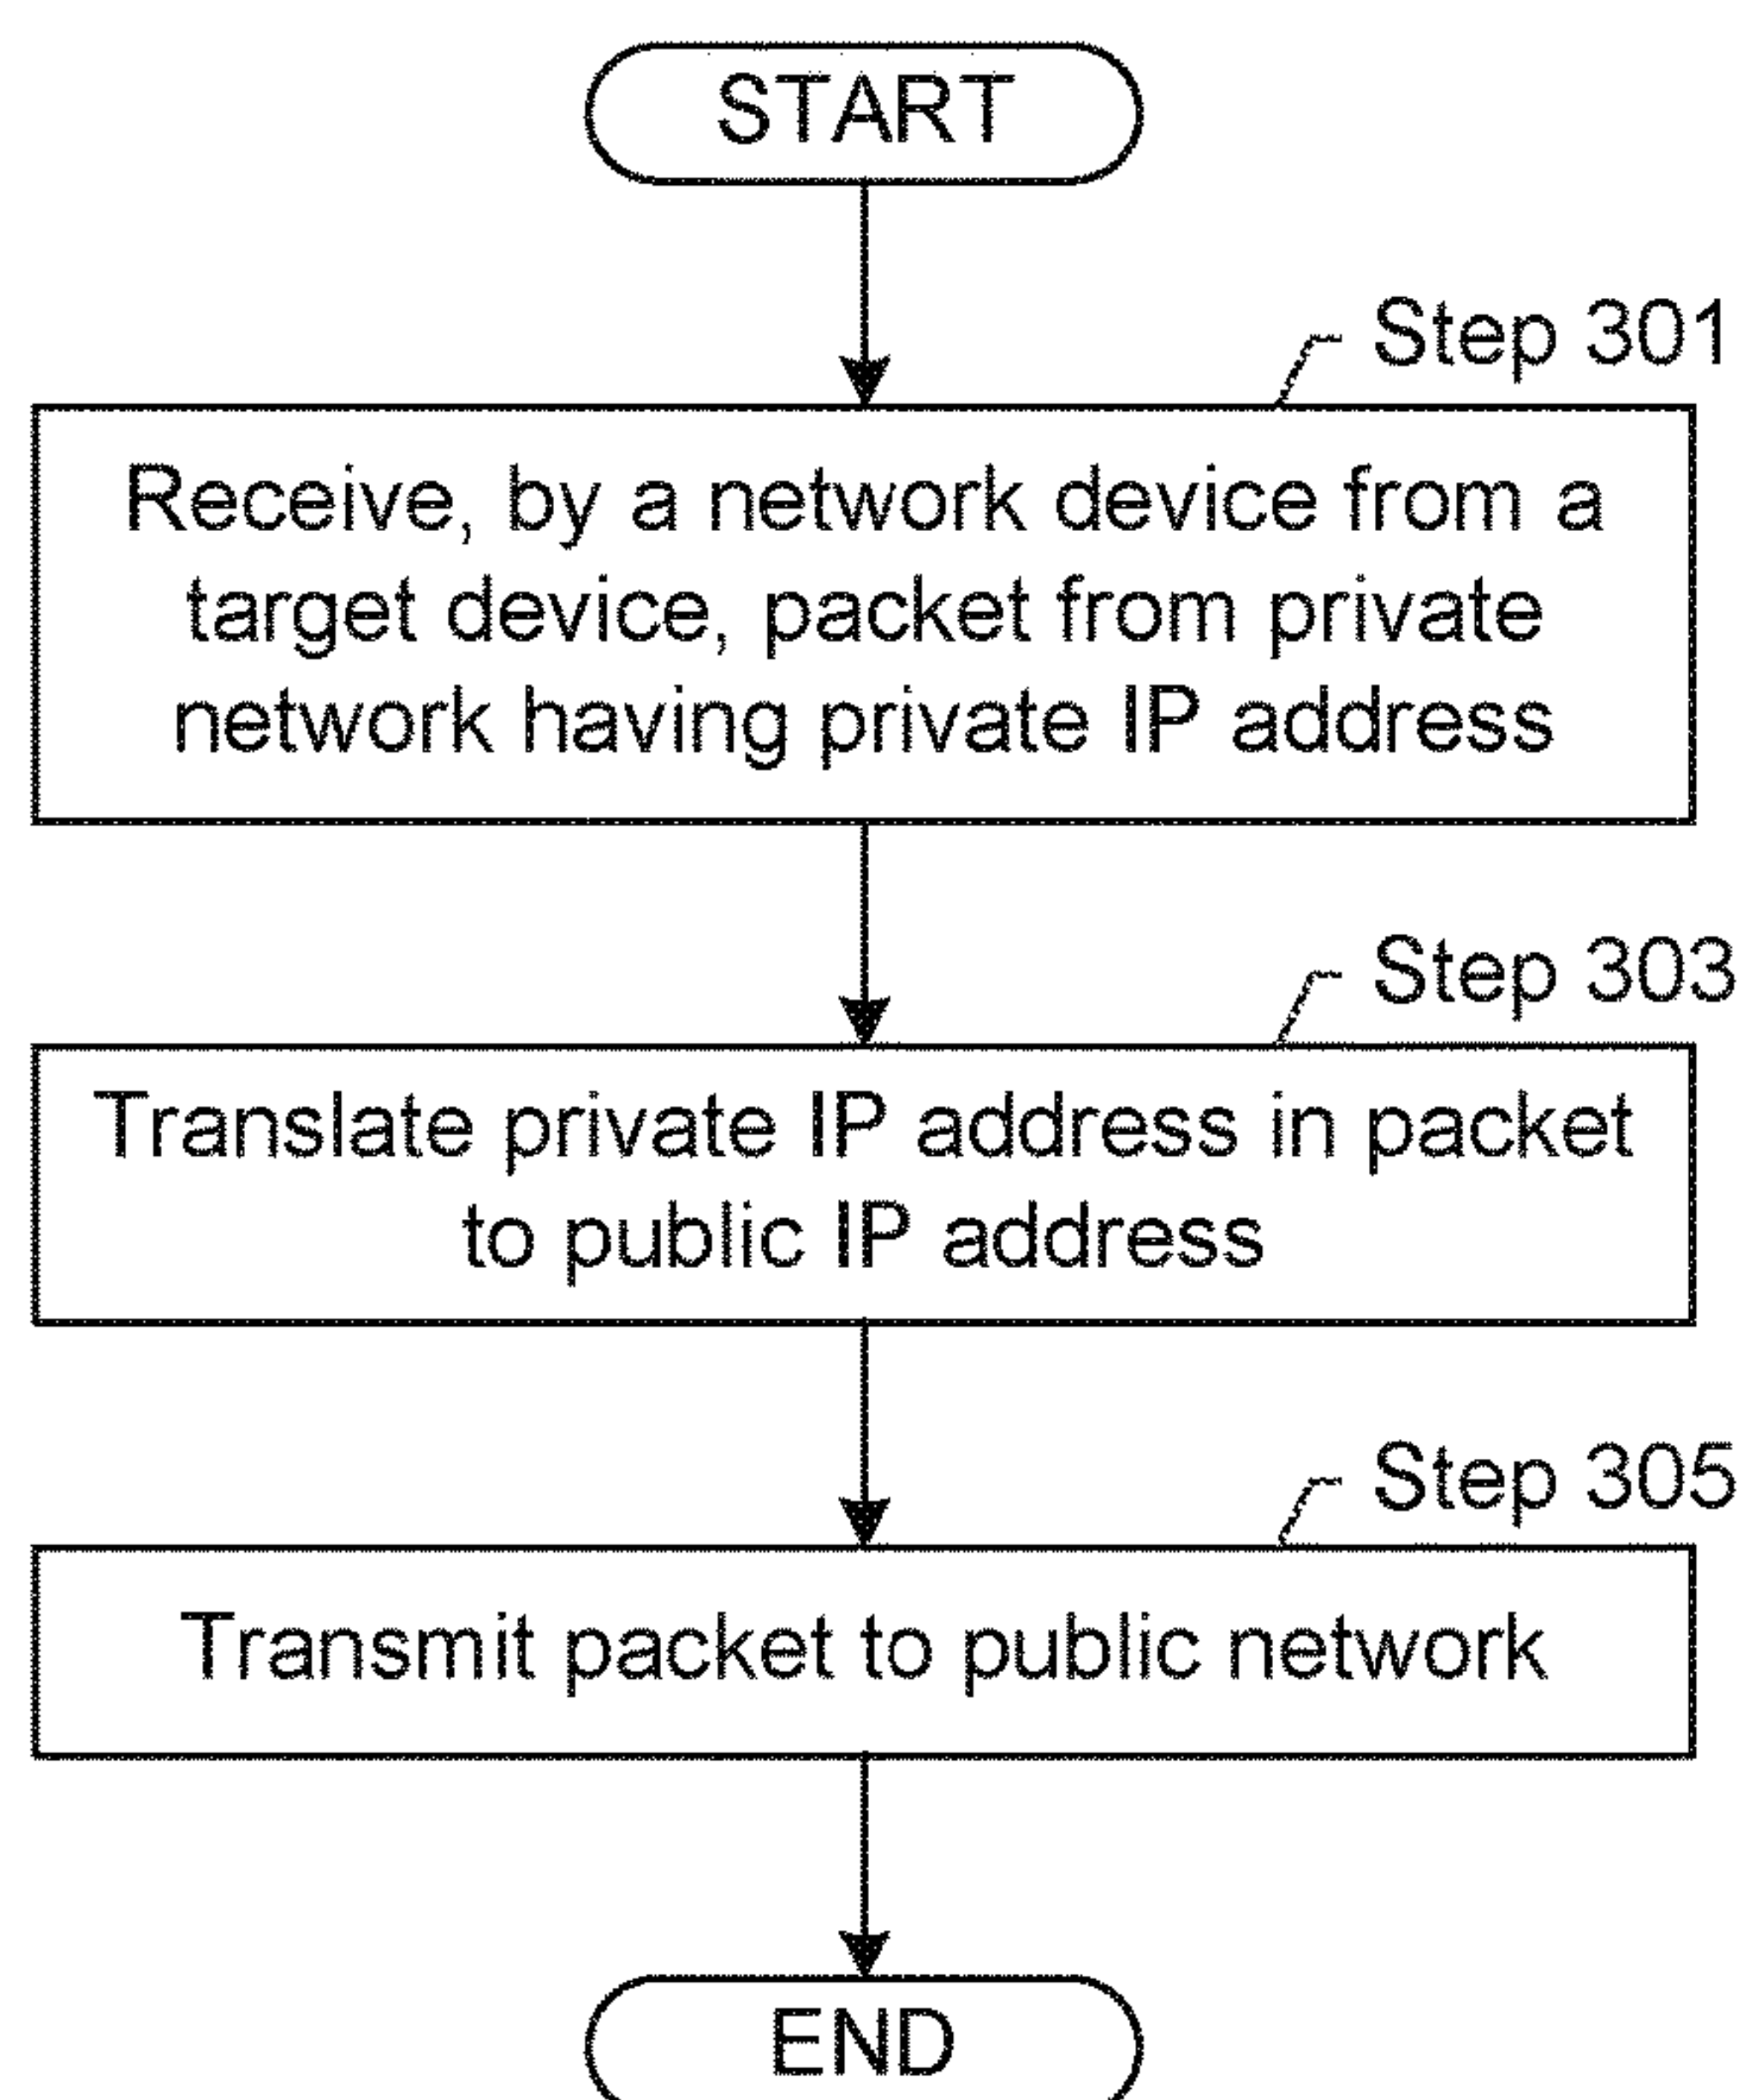 START
Step 301
Receive, by a network device from a
target device, packet from private
network having private IP address
Step 303
Translate private IP address in packet
to public IP address
Step 305
Transmit packet to public network
END